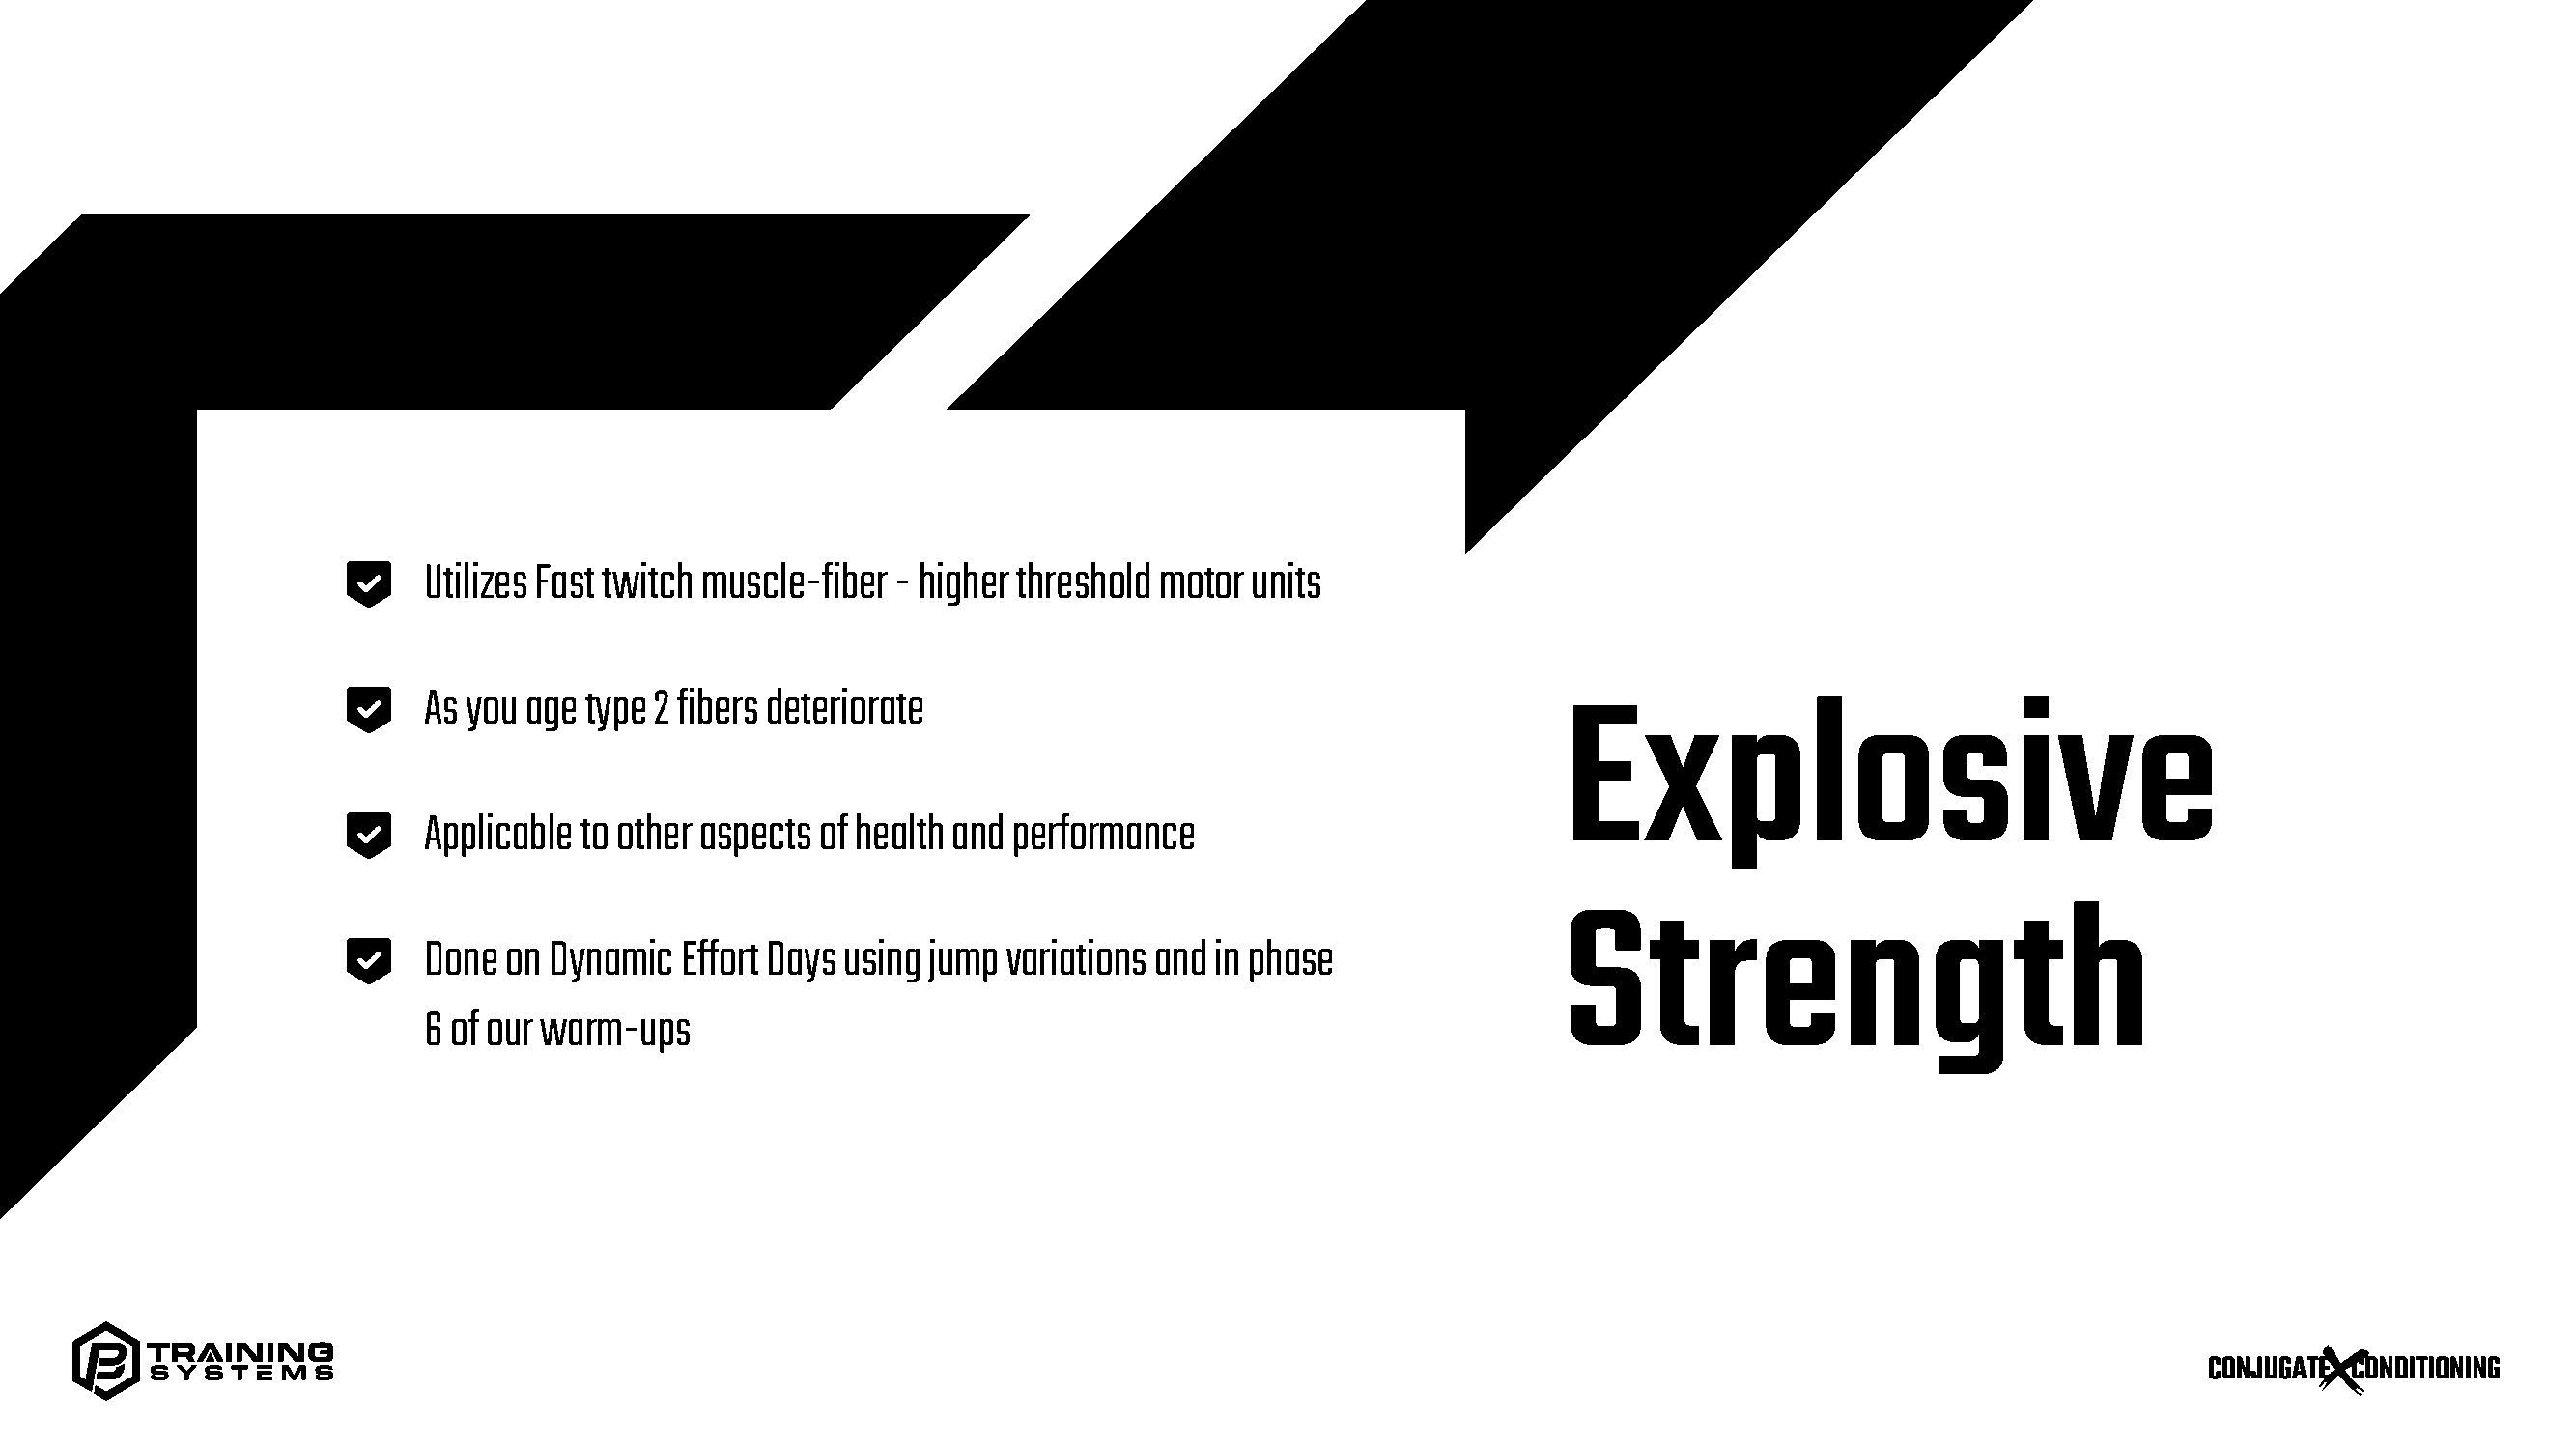 Utilizes Fast twitch muscle-fiber - higher threshold motor units
As you age type 2 fibers deteriorate
Applicable to other aspects of health and performance
Done on Dynamic Effort Days using jump variations and in phase
6 of our warm-ups
Explosive
Strength
TRAINING
SYSTEMS
CONJUGATE X CONDITIONING